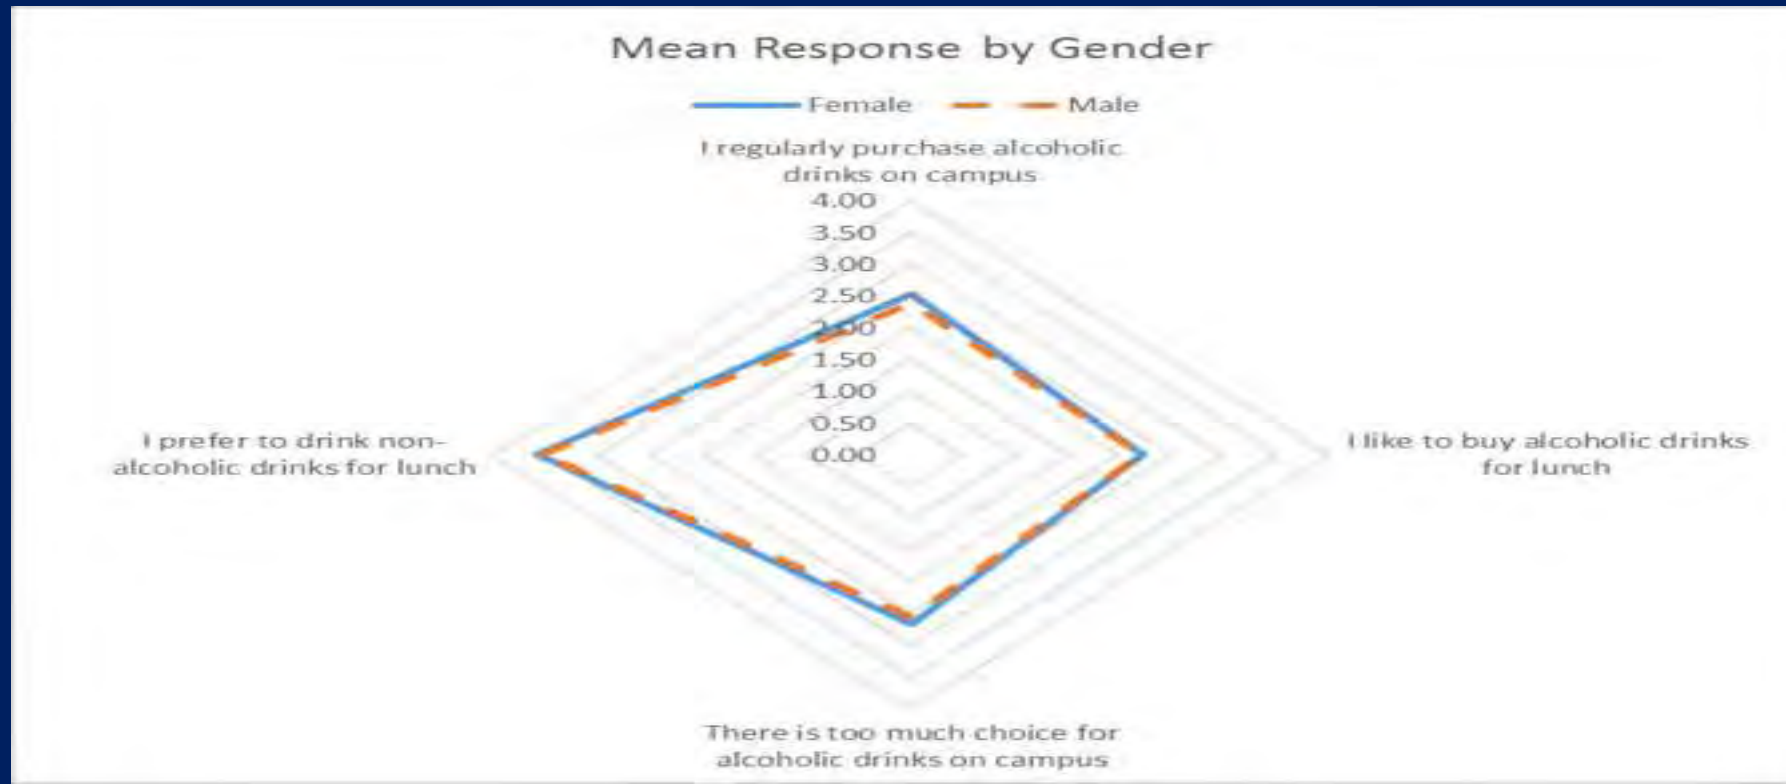 Mean Response by Gender
Female Male
I regularly purchase alcoholic
drinks on campus
4.00
3.50
3.00
2.50
2.00
1.50
1.00
0.50
0.00
I prefer to drink non-
alcoholic drinks for lunch
I like to buy alcoholic drinks
for lunch
There is too much choice for
alcoholic drinks on campus